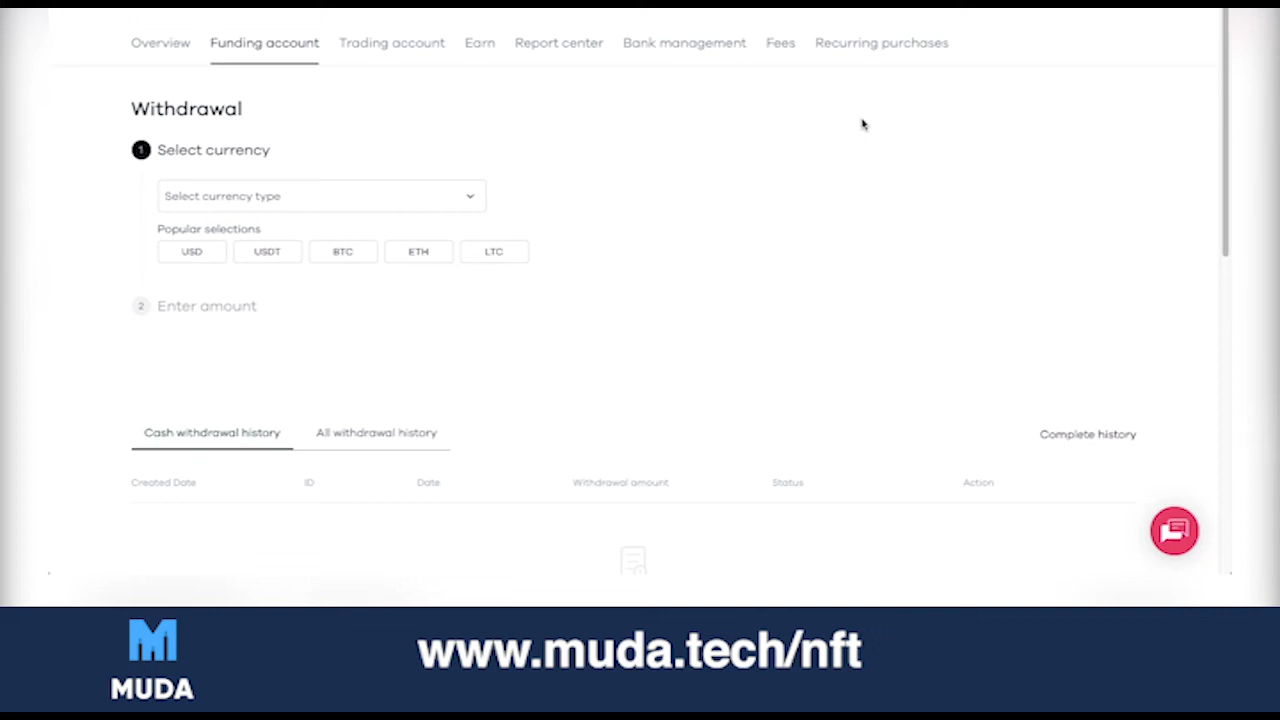 Overview Funding account Trading account Earn Report center Bank management Fees Recurring purchases
Withdrawal
1 Select currency
Select currency type
Popular selections
USD USDT BTC ETH LTC
2 Enter amount
Cash withdrawal history All withdrawal history Complete history
Created Date ID Date Withdrawal amount Status Action
M
MUDA
www.muda.tech/nft